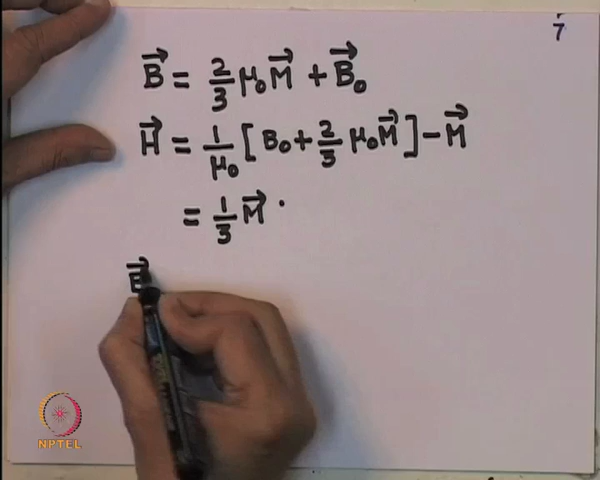 7
B⃗ = 2/3 μ₀M⃗ + B⃗₀
H⃗ = 1/μ₀ [B₀ + 2/3 μ₀M⃗] − M⃗
= 1/3 M⃗ .
B⃗
NPTEL